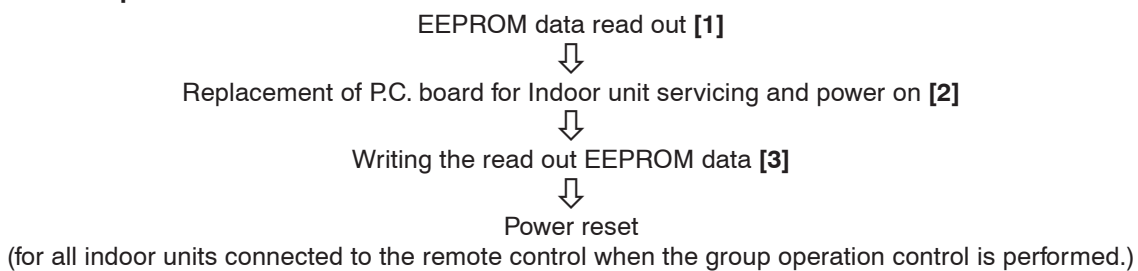 EEPROM data read out [1]
Replacement of P.C. board for Indoor unit servicing and power on [2]
Writing the read out EEPROM data [3]
Power reset
(for all indoor units connected to the remote control when the group operation control is performed.)